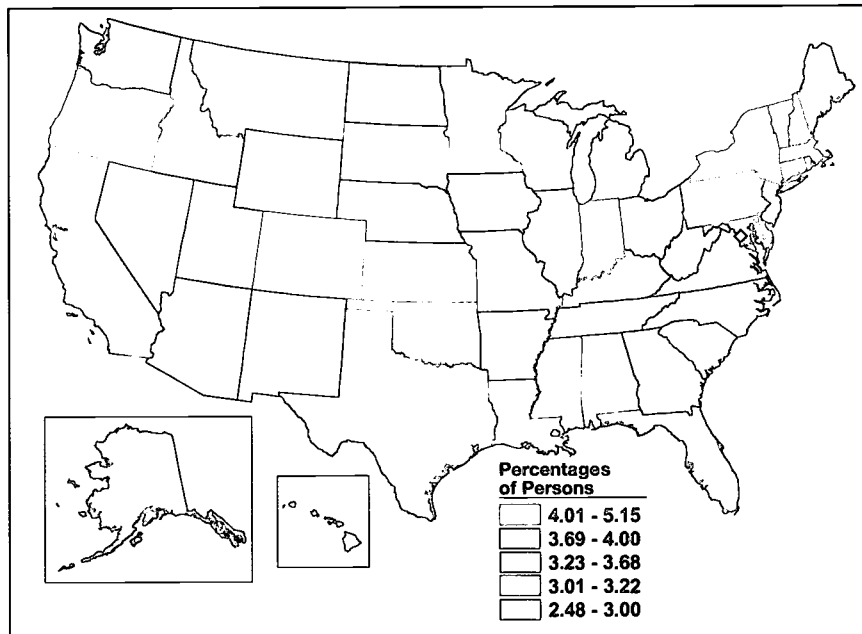 Percentages
of Persons
4.01 - 5.15
3.69 - 4.00
3.23 - 3.68
3.01 - 3.22
2.48 - 3.00